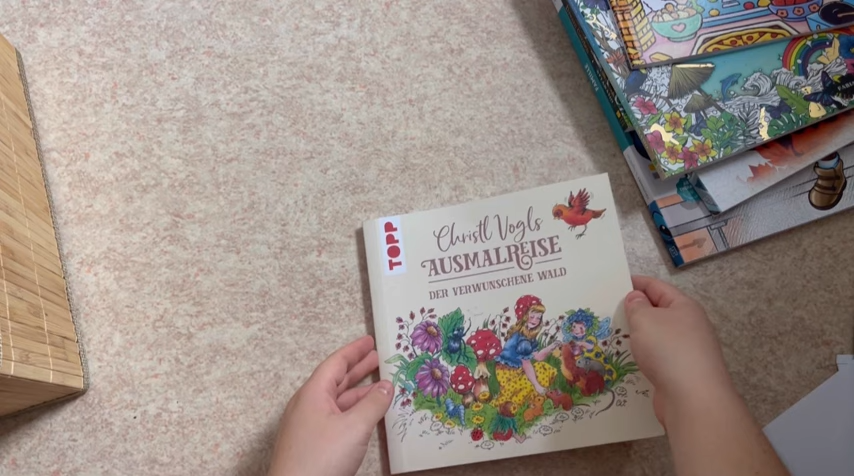 TOPP
Christl Vogls
AUSMALREISE
DER VERWUNSCHENE WALD